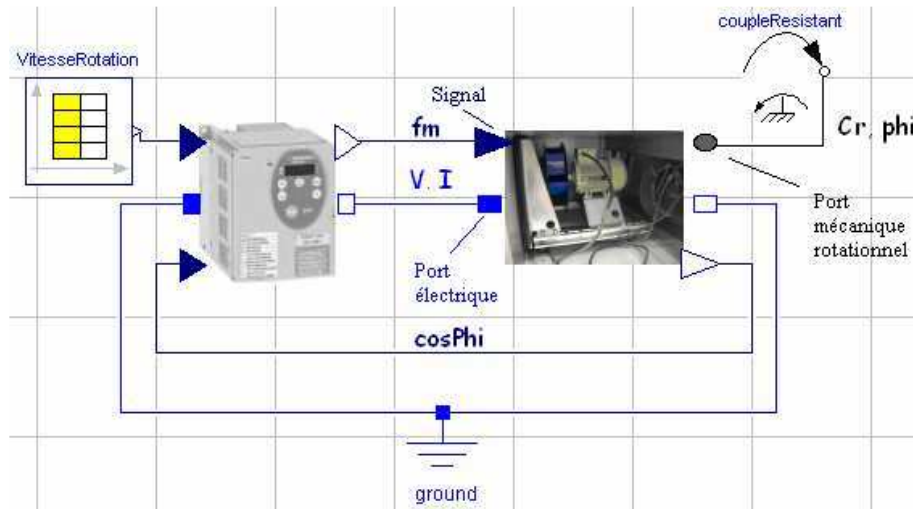 coupleResistant
VitesseRotation
Signal
fm
Cr, phi
V. I
Port
mécanique
rotationnel
Port
électrique
cosPhi
ground